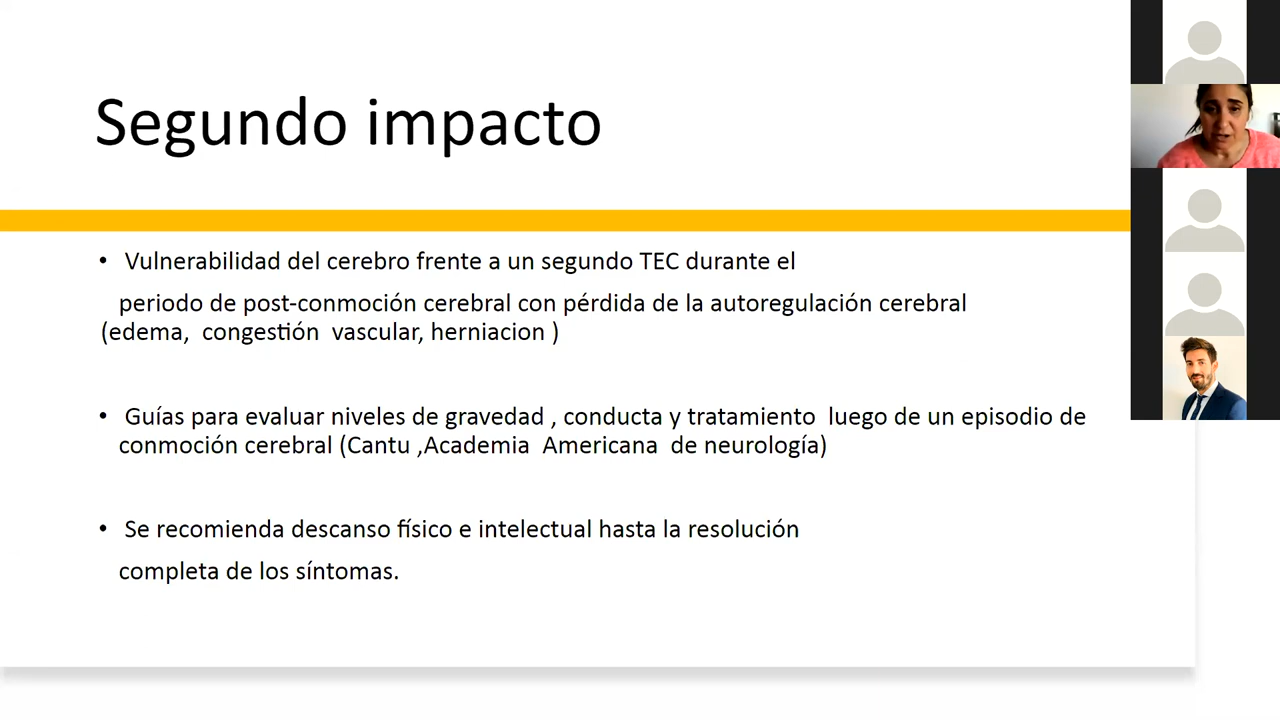 Segundo impacto
• Vulnerabilidad del cerebro frente a un segundo TEC durante el
periodo de post-conmoción cerebral con pérdida de la autoregulación cerebral
(edema, congestión vascular, herniacion )
• Guías para evaluar niveles de gravedad , conducta y tratamiento luego de un episodio de
conmoción cerebral (Cantu ,Academia Americana de neurología)
• Se recomienda descanso físico e intelectual hasta la resolución
completa de los síntomas.